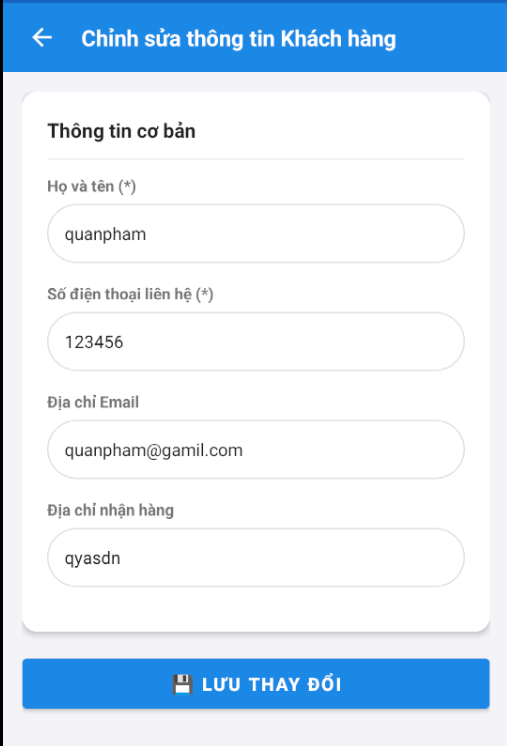 Chỉnh sửa thông tin Khách hàng
Thông tin cơ bản
Họ và tên (*)
quanpham
Số điện thoại liên hệ (*)
123456
Địa chỉ Email
quanpham@gamil.com
Địa chỉ nhận hàng
qyasdn
💾 LƯU THAY ĐỔI